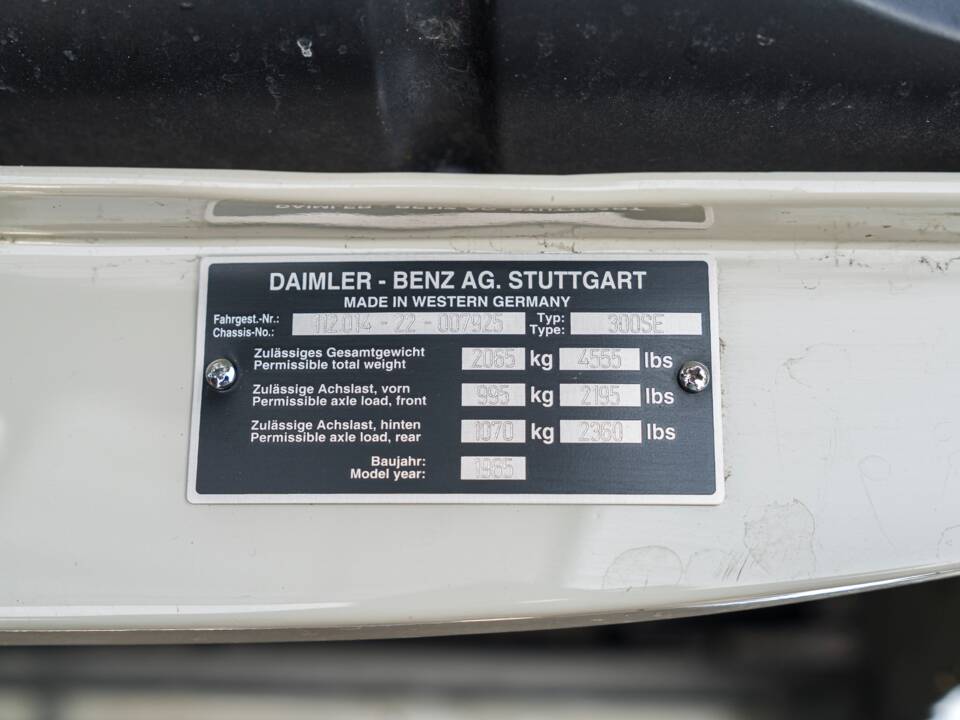 DAIMLER - BENZ AG. STUTTGART
MADE IN WESTERN GERMANY
Fahrgest.-Nr.: 112.014 - 22 - 007925 Typ: 300SE
Chassis-No.: Type:
Zulässiges Gesamtgewicht
Permissible total weight 2065 kg 4555 lbs
Zulässige Achslast, vorn
Permissible axle load, front 995 kg 2195 lbs
Zulässige Achslast, hinten
Permissible axle load, rear 1070 kg 2360 lbs
Baujahr:
Model year: 1965